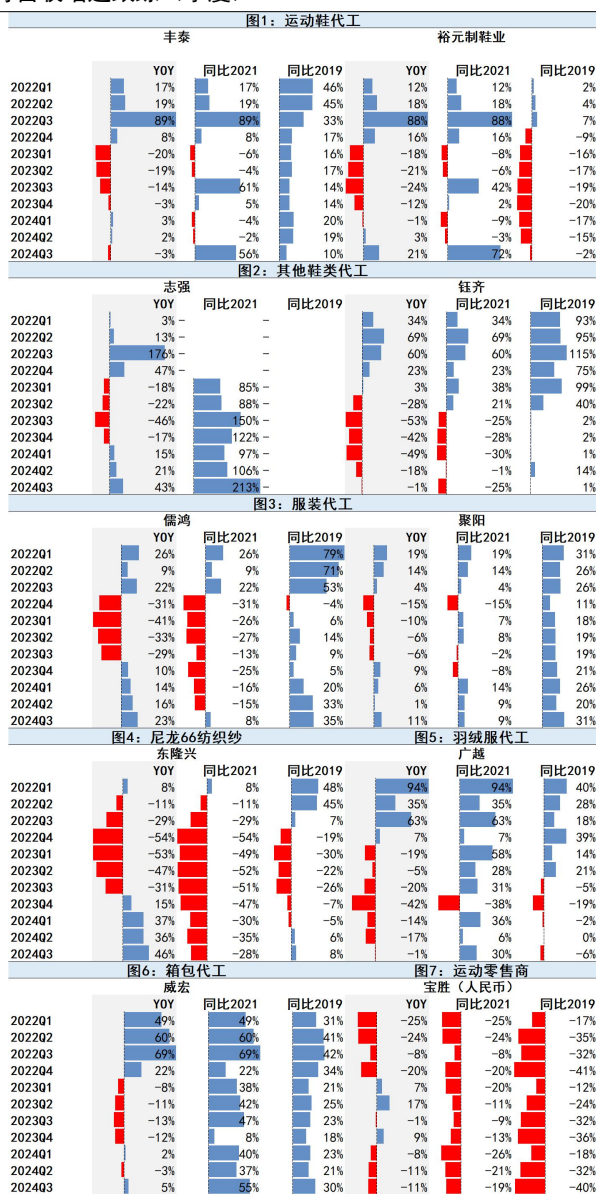 图1：运动鞋代工
丰泰 裕元制鞋业
YOY 同比2021 同比2019 YOY 同比2021 同比2019
2022Q1 17% 17% 46% 12% 12% 2%
2022Q2 19% 19% 45% 18% 18% 4%
2022Q3 89% 89% 33% 88% 88% 7%
2022Q4 8% 8% 17% 16% 16% -9%
2023Q1 -20% -6% 16% -18% -8% -16%
2023Q2 -19% -4% 17% -21% -6% -17%
2023Q3 -14% 61% 14% -24% 42% -19%
2023Q4 -3% 5% 14% -12% 2% -20%
2024Q1 3% -4% 20% -1% -9% -17%
2024Q2 2% -2% 19% 3% -3% -15%
2024Q3 -3% 56% 10% 21% 72% -2%
图2：其他鞋类代工
志强 钰齐
YOY 同比2021 同比2019 YOY 同比2021 同比2019
2022Q1 3% - - 34% 34% 93%
2022Q2 13% - - 69% 69% 95%
2022Q3 176% - - 60% 60% 115%
2022Q4 47% - - 23% 23% 75%
2023Q1 -18% 85% - 3% 38% 99%
2023Q2 -22% 88% - -28% 21% 40%
2023Q3 -46% 150% - -53% -25% 2%
2023Q4 -17% 122% - -42% -28% 2%
2024Q1 15% 97% - -49% -30% 1%
2024Q2 21% 106% - -18% -1% 14%
2024Q3 43% 213% - -1% -25% 1%
图3：服装代工
儒鸿 聚阳
YOY 同比2021 同比2019 YOY 同比2021 同比2019
2022Q1 26% 26% 79% 19% 19% 31%
2022Q2 9% 9% 71% 14% 14% 26%
2022Q3 22% 22% 53% 4% 4% 26%
2022Q4 -31% -31% -4% -15% -15% 11%
2023Q1 -41% -26% 6% -10% 7% 18%
2023Q2 -33% -27% 14% -6% 8% 19%
2023Q3 -29% -13% 9% -6% -2% 19%
2023Q4 10% -25% 5% 9% -8% 21%
2024Q1 14% -16% 20% 6% 14% 26%
2024Q2 16% -15% 33% 1% 9% 20%
2024Q3 23% 8% 35% 11% 9% 31%
图4：尼龙66纺织纱 图5：羽绒服代工
东隆兴 广越
YOY 同比2021 同比2019 YOY 同比2021 同比2019
2022Q1 8% 8% 48% 94% 94% 40%
2022Q2 -11% -11% 45% 35% 35% 28%
2022Q3 -29% -29% 7% 63% 63% 18%
2022Q4 -54% -54% -19% 7% 7% 39%
2023Q1 -53% -49% -30% -19% 58% 14%
2023Q2 -47% -52% -22% -5% 28% 21%
2023Q3 -31% -51% -26% -20% 31% -5%
2023Q4 15% -47% -7% -42% -38% -19%
2024Q1 37% -30% -5% -14% 36% -2%
2024Q2 36% -35% 6% -17% 6% 0%
2024Q3 46% -28% 8% -1% 30% -6%
图6：箱包代工 图7：运动零售商
威宏 宝胜（人民币）
YOY 同比2021 同比2019 YOY 同比2021 同比2019
2022Q1 49% 49% 31% -25% -25% -17%
2022Q2 60% 60% 41% -24% -24% -35%
2022Q3 69% 69% 42% -8% -8% -32%
2022Q4 22% 22% 34% -20% -20% -41%
2023Q1 -8% 38% 21% 7% -20% -12%
2023Q2 -11% 42% 25% 17% -11% -24%
2023Q3 -13% 47% 23% -1% -9% -32%
2023Q4 -12% 8% 18% 9% -13% -36%
2024Q1 2% 40% 23% -8% -26% -18%
2024Q2 -3% 37% 21% -11% -21% -32%
2024Q3 5% 55% 30% -11% -19% -40%